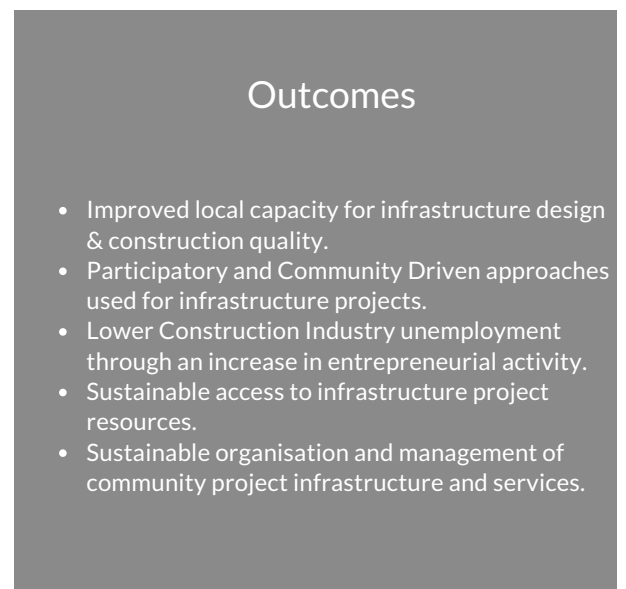 Outcomes
• Improved local capacity for infrastructure design
& construction quality.
• Participatory and Community Driven approaches
used for infrastructure projects.
• Lower Construction Industry unemployment
through an increase in entrepreneurial activity.
• Sustainable access to infrastructure project
resources.
• Sustainable organisation and management of
community project infrastructure and services.